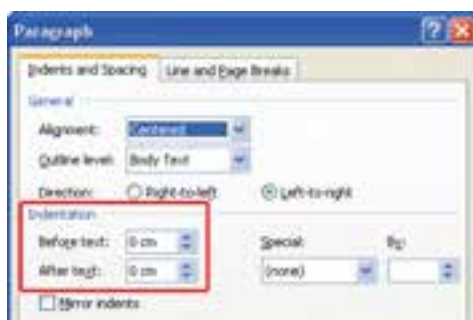 Paragraph
Indents and Spacing Line and Page Breaks
General
Alignment: Centered
Outline level: Body Text
Direction: Right-to-left Left-to-right
Indentation
Before text: 0 cm Special: By:
After text: 0 cm (none)
Mirror indents